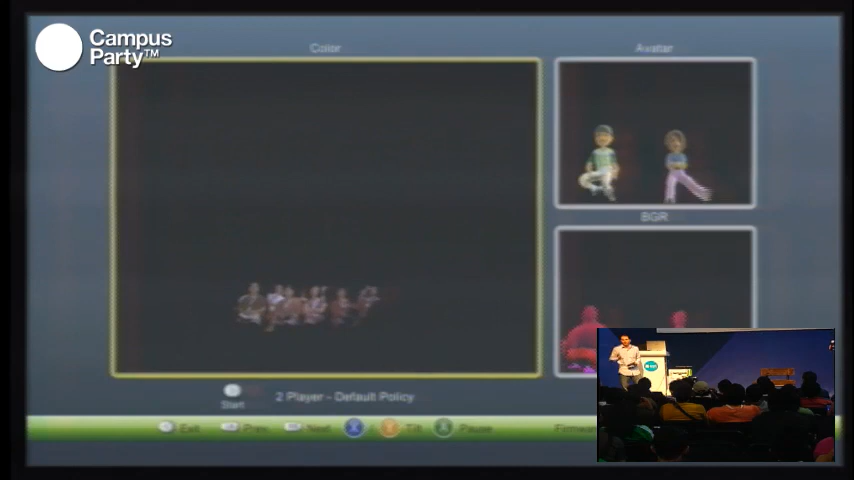 Campus
Party™
Color
Avatar
BGR
Start
2 Player - Default Policy
Exit
Prev
Next
X
Tilt
Pause